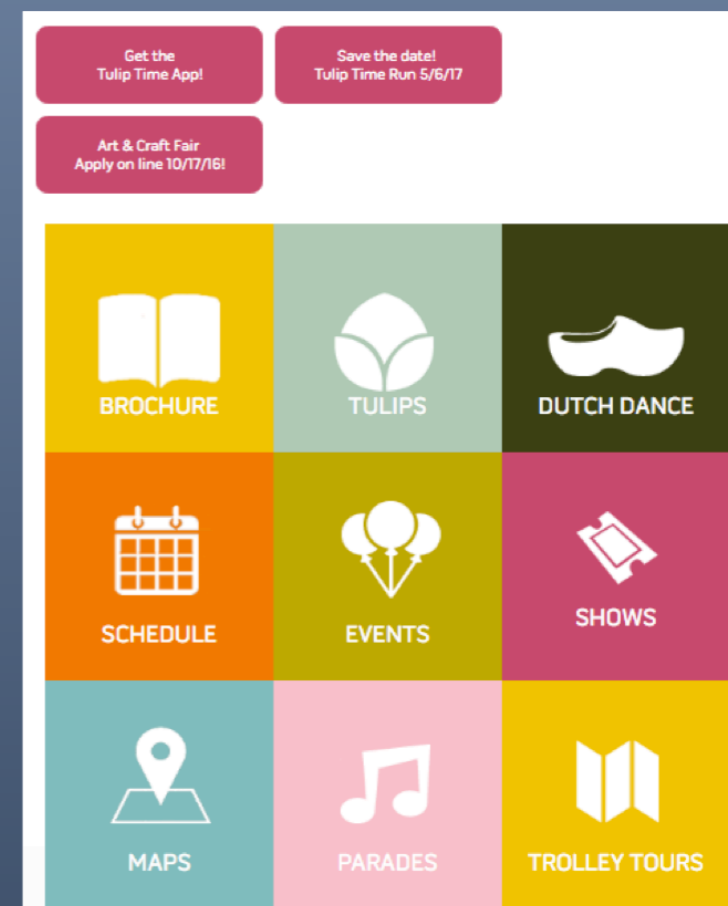 Get the
Tulip Time App!
Save the date!
Tulip Time Run 5/6/17
Art & Craft Fair
Apply on line 10/17/16!
BROCHURE
TULIPS
DUTCH DANCE
SCHEDULE
EVENTS
SHOWS
MAPS
PARADES
TROLLEY TOURS